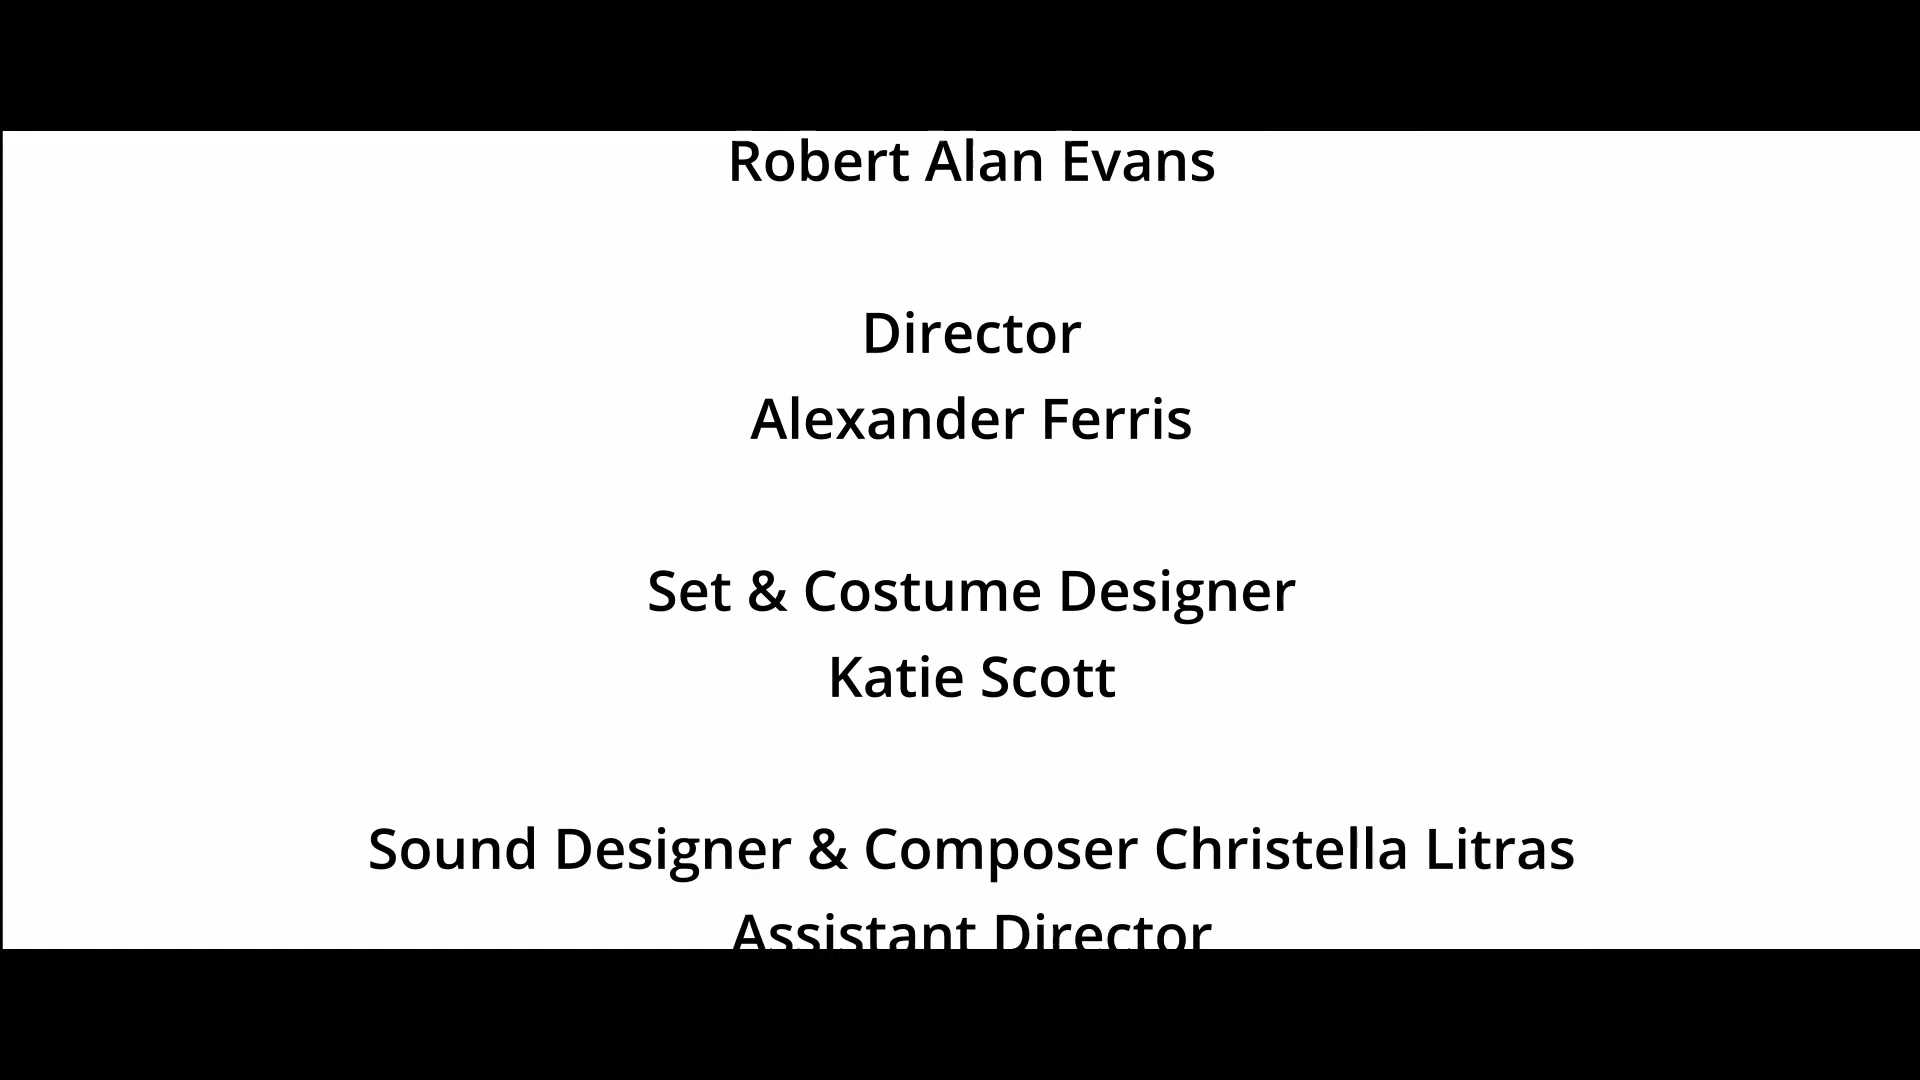 Robert Alan Evans
Director
Alexander Ferris
Set & Costume Designer
Katie Scott
Sound Designer & Composer Christella Litras
Assistant Director